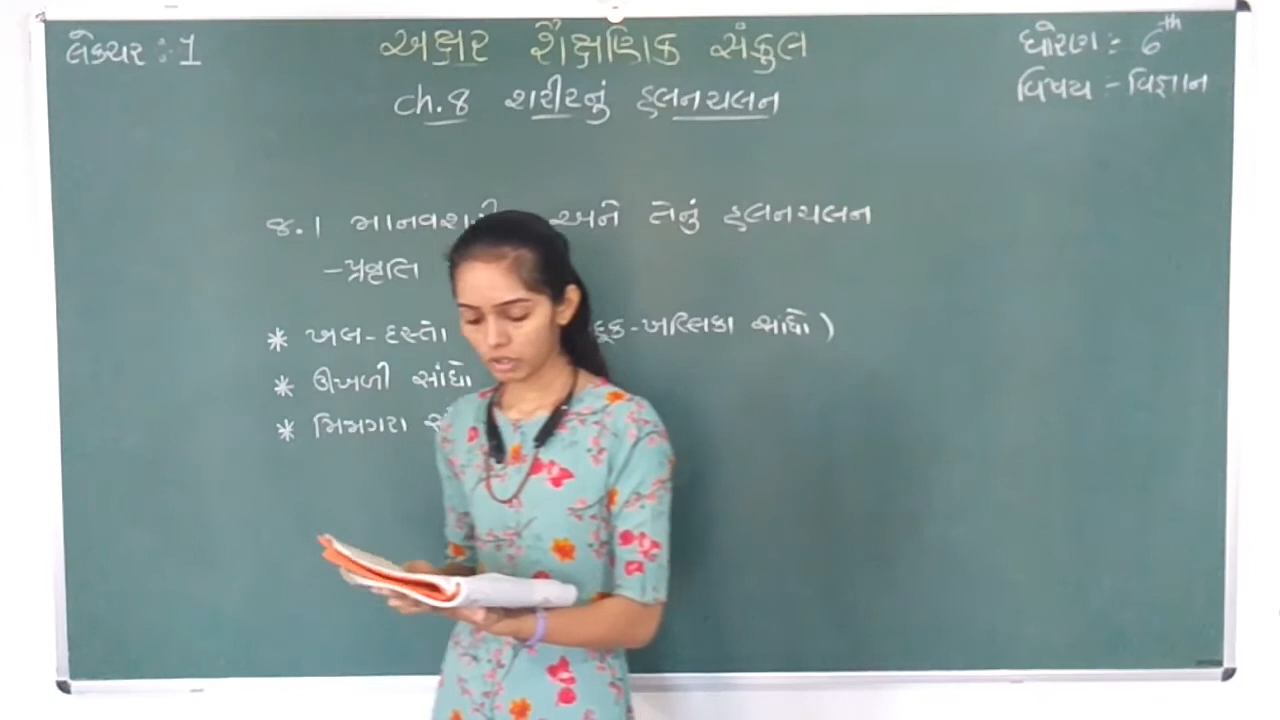 લેક્ચર :- 1
અક્ષર શૈક્ષણિક સંકુલ
ધોરણ :- 6th
વિષય :- વિજ્ઞાન
ch.8 શરીરનું હલનચલન
8.1 માનવશરી અને તેનું હલનચલન
- પ્રવૃતિ
* ખલ-દસ્તો દૂક-ખલ્લિકા સાંધો)
* ઊખળી સાંધો
* મિજાગરા